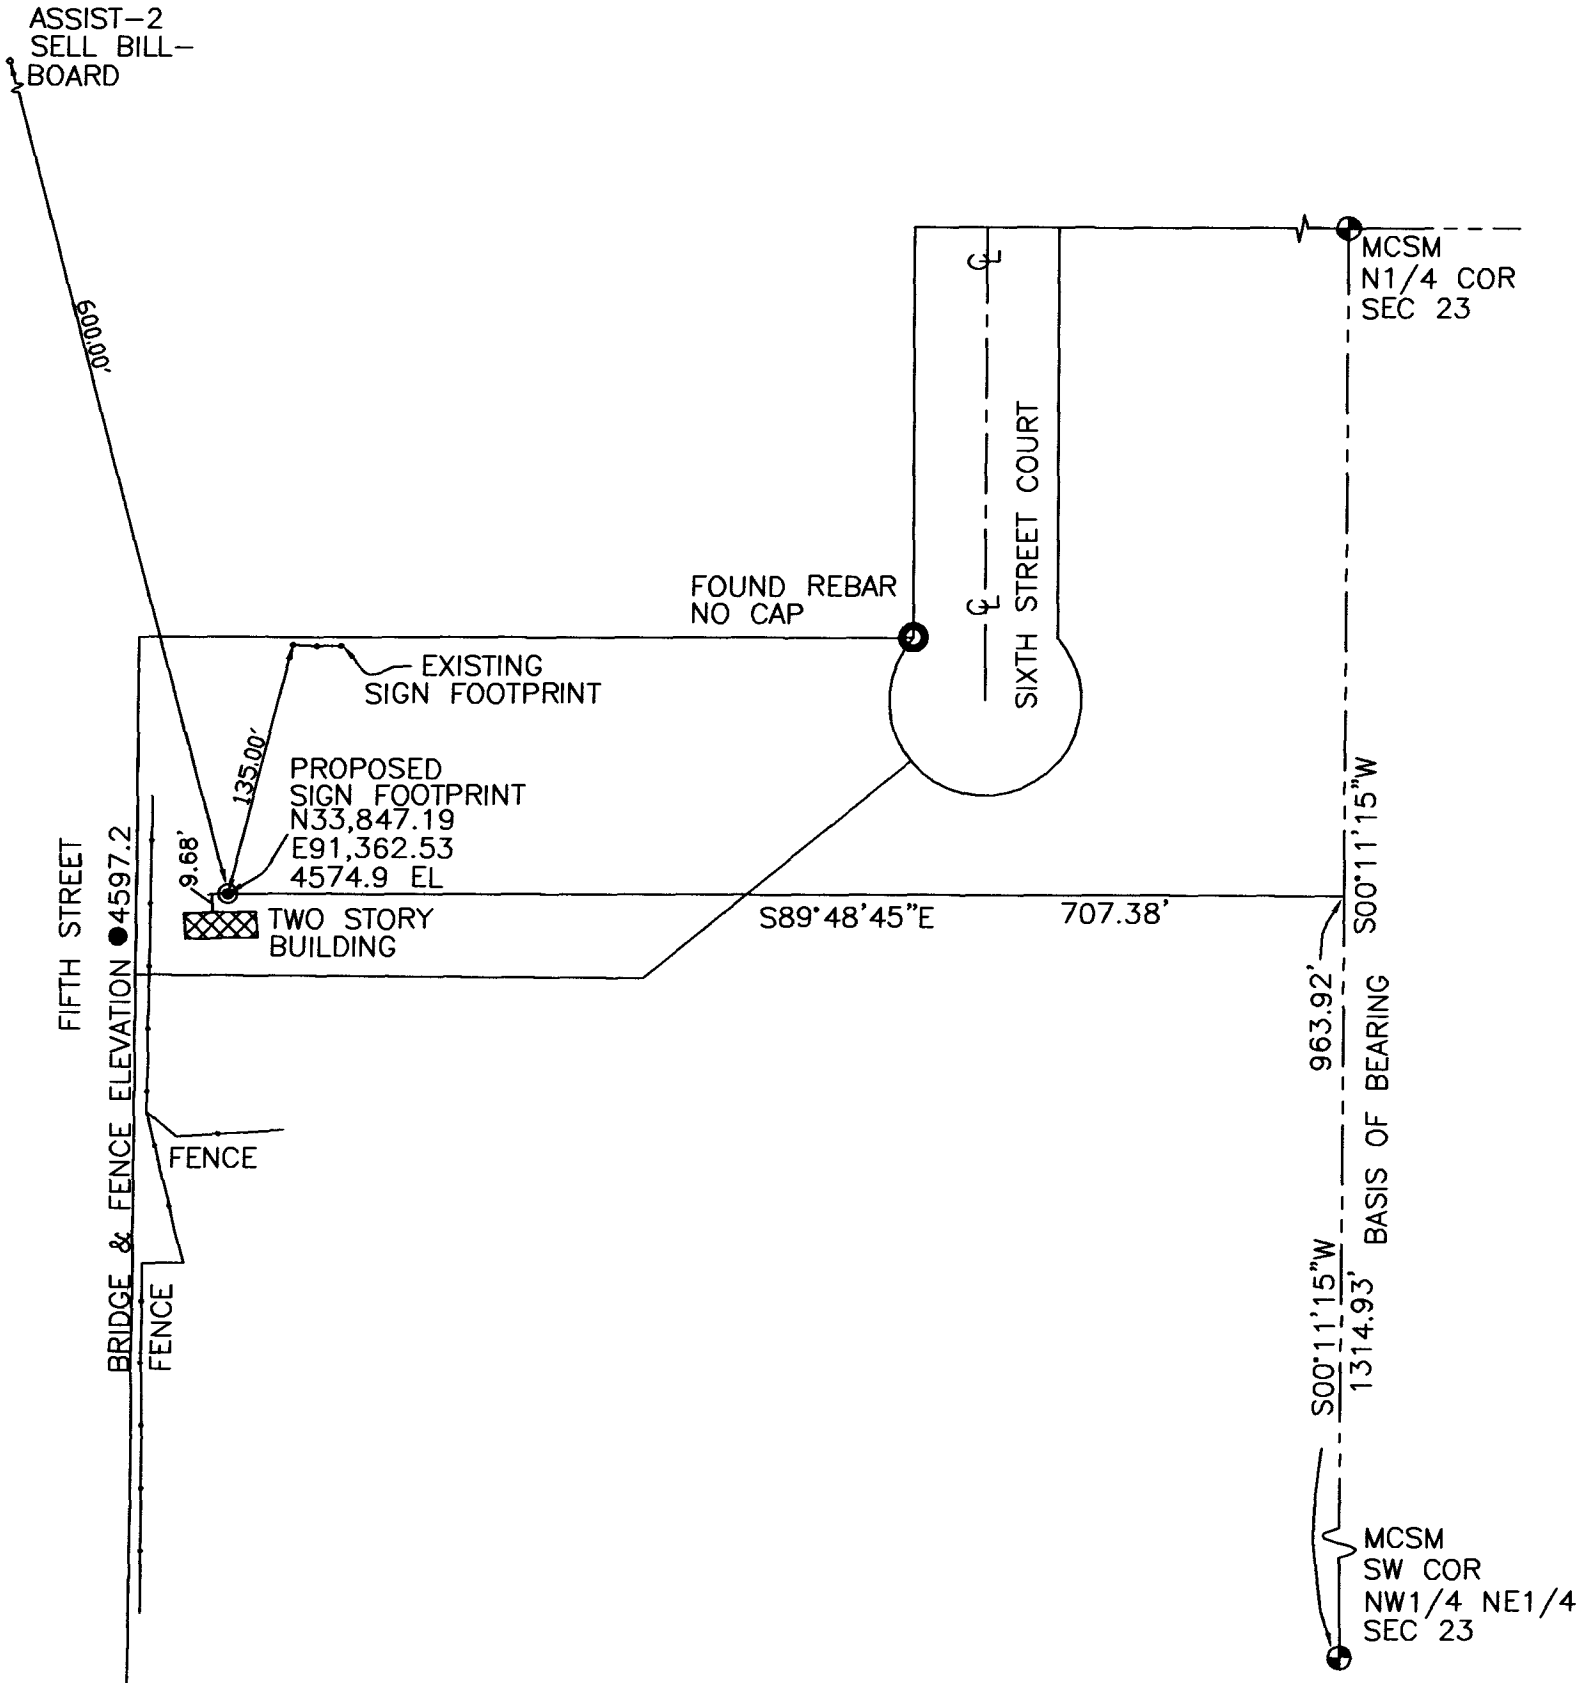 ASSIST-2
SELL BILL-
BOARD
600.00'
MCSM
N1/4 COR
SEC 23
SIXTH STREET COURT
FOUND REBAR
NO CAP
EXISTING
SIGN FOOTPRINT
135.00'
PROPOSED
SIGN FOOTPRINT
N33,847.19
E91,362.53
4574.9 EL
9.68'
TWO STORY
BUILDING
S89°48'45"E
707.38'
S00°11'15"W
963.92'
BASIS OF BEARING
FIFTH STREET
BRIDGE & FENCE ELEVATION ●4597.2
FENCE
FENCE
S00°11'15"W
1314.93'
MCSM
SW COR
NW1/4 NE1/4
SEC 23